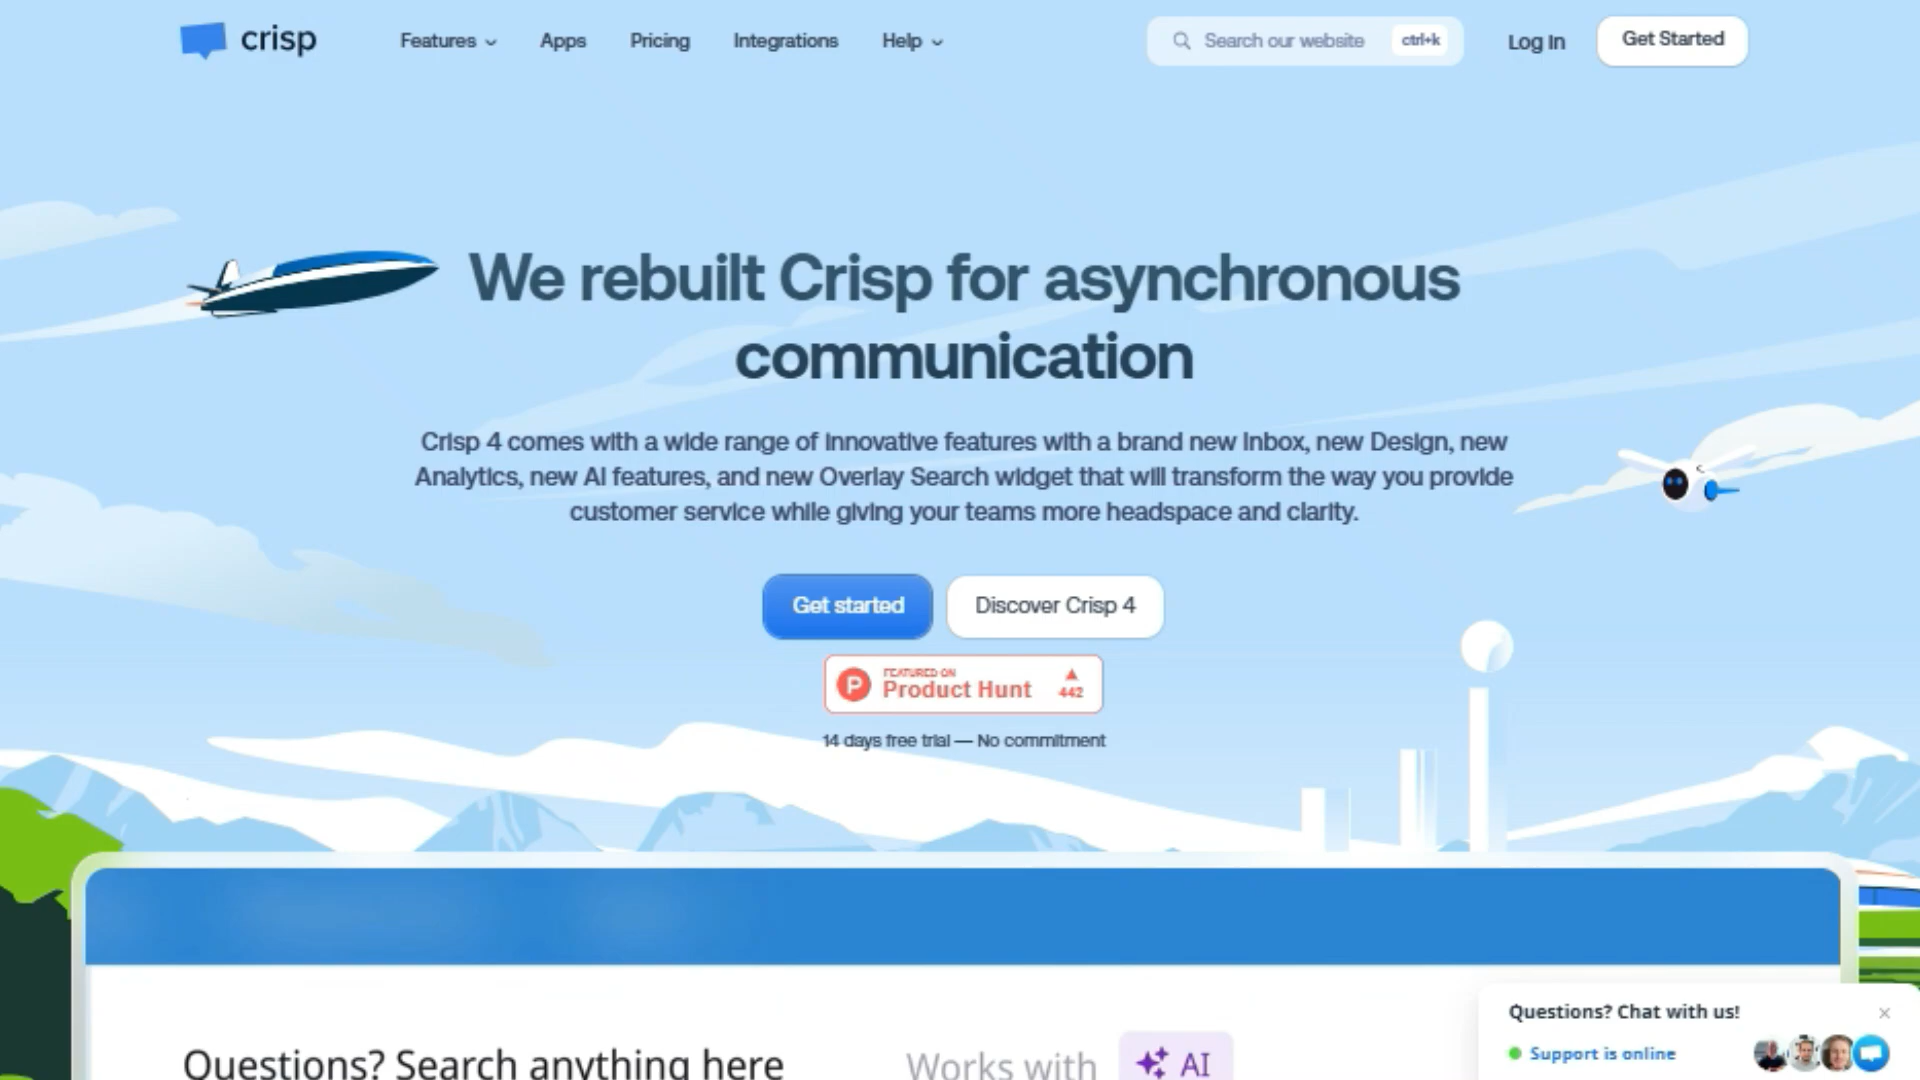 crisp
Features
Apps
Pricing
Integrations
Help
Search our website
ctrl+k
Log In
Get Started
We rebuilt Crisp for asynchronous
communication
Crisp 4 comes with a wide range of innovative features with a brand new Inbox, new Design, new
Analytics, new AI features, and new Overlay Search widget that will transform the way you provide
customer service while giving your teams more headspace and clarity.
Get started
Discover Crisp 4
P
FEATURED ON
Product Hunt
442
14 days free trial — No commitment
Questions? Search anything here
Works with
AI
Questions? Chat with us!
Support is online